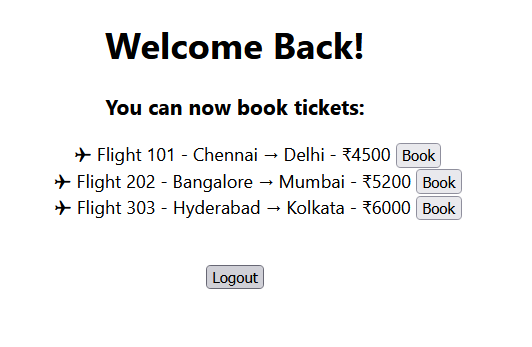 Welcome Back!
You can now book tickets:
✈ Flight 101 - Chennai → Delhi - ₹4500 Book
✈ Flight 202 - Bangalore → Mumbai - ₹5200 Book
✈ Flight 303 - Hyderabad → Kolkata - ₹6000 Book
Logout